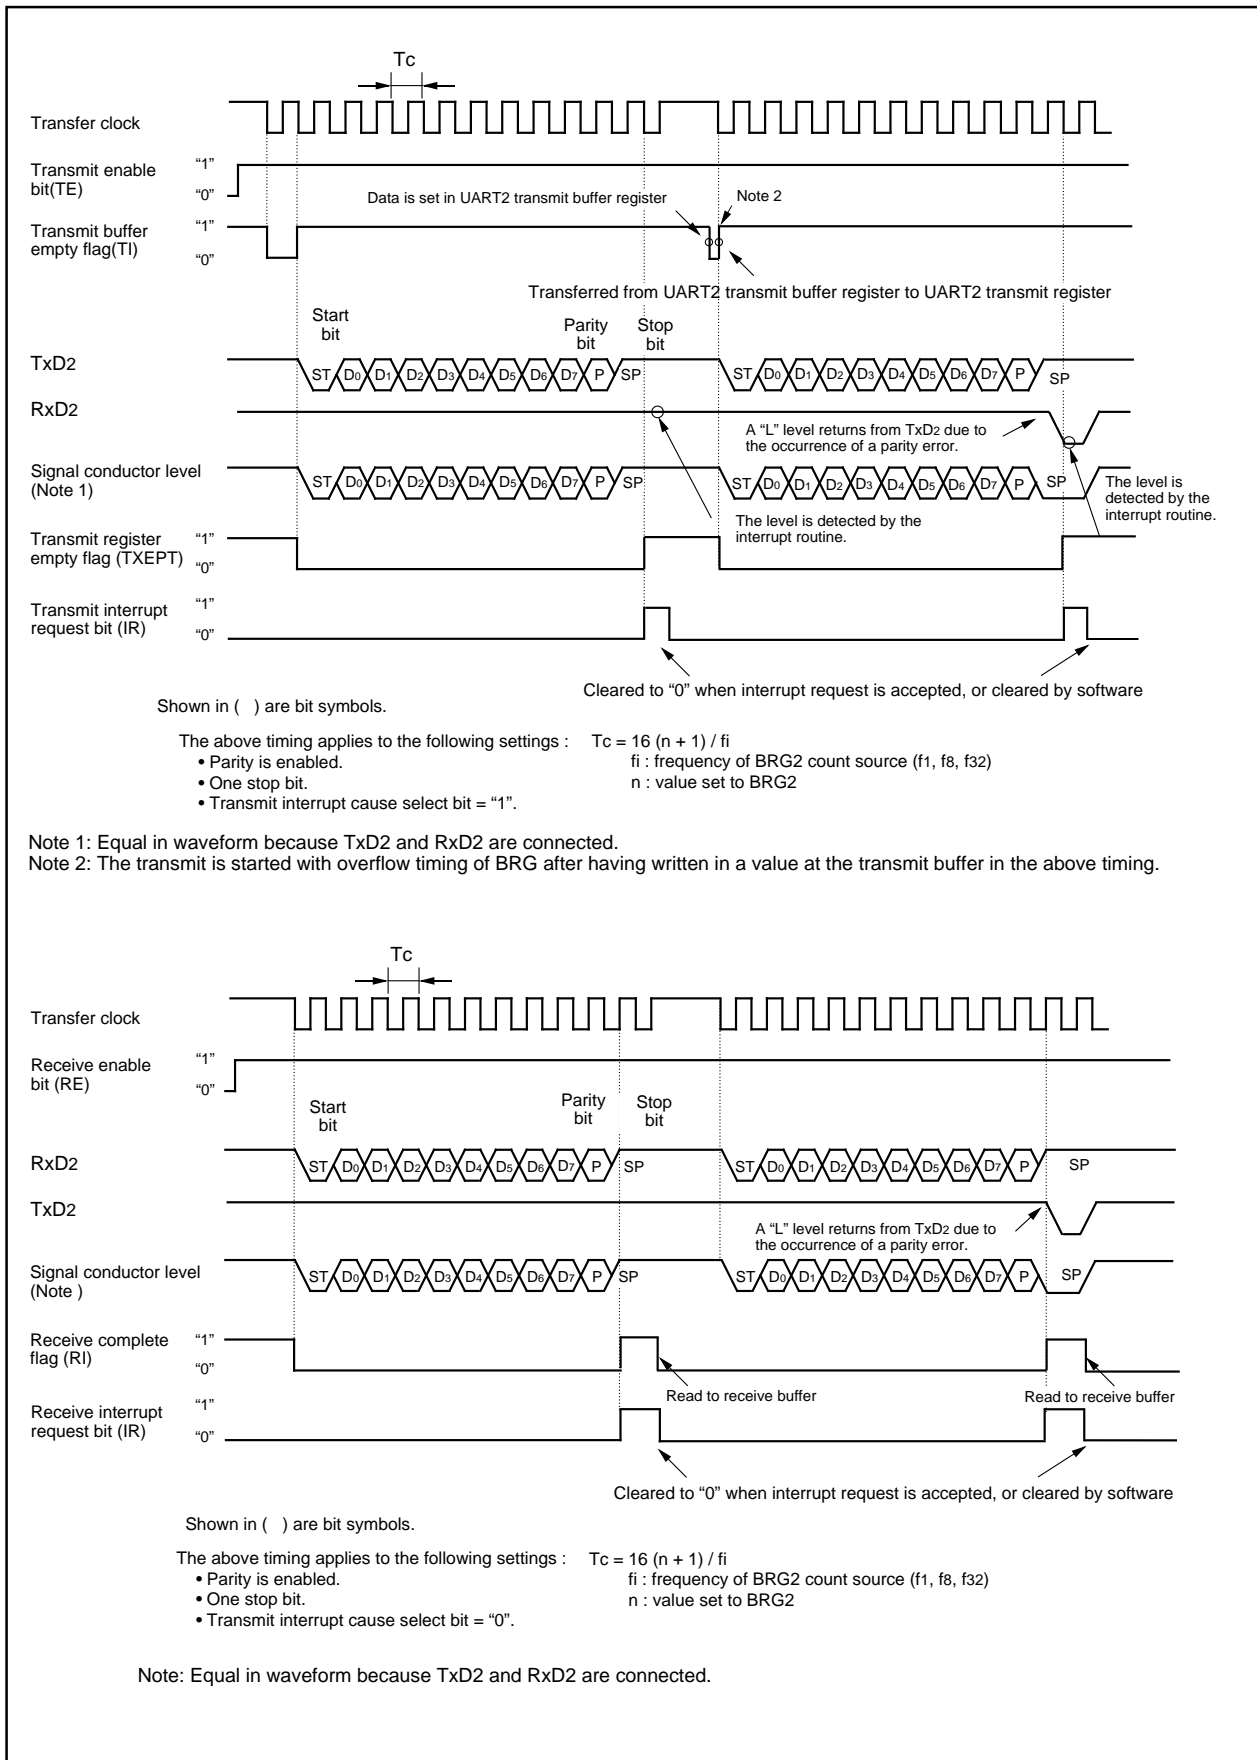 Tc
Transfer clock
Transmit enable
bit(TE)
“1”
“0”
Data is set in UART2 transmit buffer register
Note 2
Transmit buffer
empty flag(TI)
“1”
“0”
Transferred from UART2 transmit buffer register to UART2 transmit register
Start
bit
Parity
bit
Stop
bit
TxD2
ST D0 D1 D2 D3 D4 D5 D6 D7 P SP
ST D0 D1 D2 D3 D4 D5 D6 D7 P SP
RxD2
A “L” level returns from TxD2 due to
the occurrence of a parity error.
Signal conductor level
(Note 1)
ST D0 D1 D2 D3 D4 D5 D6 D7 P SP
ST D0 D1 D2 D3 D4 D5 D6 D7 P SP
The level is
detected by the
interrupt routine.
The level is detected by the
interrupt routine.
Transmit register
empty flag (TXEPT)
“1”
“0”
Transmit interrupt
request bit (IR)
“1”
“0”
Cleared to “0” when interrupt request is accepted, or cleared by software
Shown in ( ) are bit symbols.
The above timing applies to the following settings :
• Parity is enabled.
• One stop bit.
• Transmit interrupt cause select bit = “1”.
Tc = 16 (n + 1) / fi
fi : frequency of BRG2 count source (f1, f8, f32)
n : value set to BRG2
Note 1: Equal in waveform because TxD2 and RxD2 are connected.
Note 2: The transmit is started with overflow timing of BRG after having written in a value at the transmit buffer in the above timing.
Tc
Transfer clock
Receive enable
bit (RE)
“1”
“0”
Start
bit
Parity
bit
Stop
bit
RxD2
ST D0 D1 D2 D3 D4 D5 D6 D7 P SP
ST D0 D1 D2 D3 D4 D5 D6 D7 P SP
TxD2
A “L” level returns from TxD2 due to
the occurrence of a parity error.
Signal conductor level
(Note )
ST D0 D1 D2 D3 D4 D5 D6 D7 P SP
ST D0 D1 D2 D3 D4 D5 D6 D7 P SP
Receive complete
flag (RI)
“1”
“0”
Read to receive buffer
Read to receive buffer
Receive interrupt
request bit (IR)
“1”
“0”
Cleared to “0” when interrupt request is accepted, or cleared by software
Shown in ( ) are bit symbols.
The above timing applies to the following settings :
• Parity is enabled.
• One stop bit.
• Transmit interrupt cause select bit = “0”.
Tc = 16 (n + 1) / fi
fi : frequency of BRG2 count source (f1, f8, f32)
n : value set to BRG2
Note: Equal in waveform because TxD2 and RxD2 are connected.